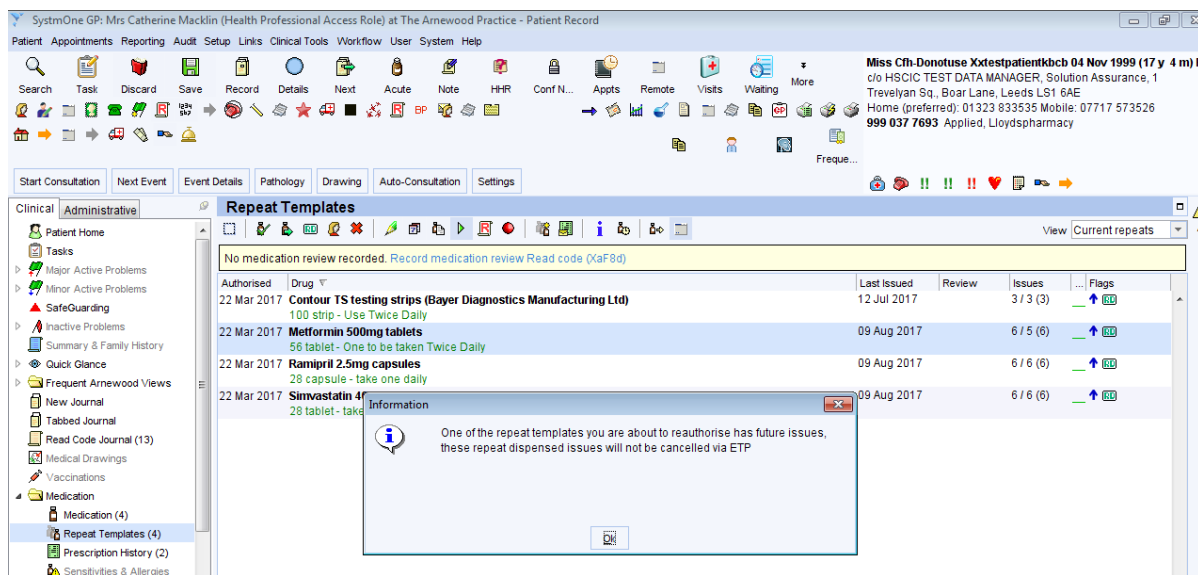 SystmOne GP: Mrs Catherine Macklin (Health Professional Access Role) at The Arnewood Practice - Patient Record
Patient Appointments Reporting Audit Setup Links Clinical Tools Workflow User System Help
Search Task Discard Save Record Details Next Acute Note HHR Conf N... Appts Remote Visits Waiting More
Miss Cfh-Donotuse Xxtestpatientkbcb 04 Nov 1999 (17 y 4 m)
c/o HSCIC TEST DATA MANAGER, Solution Assurance, 1
Trevelyan Sq., Boar Lane, Leeds LS1 6AE
Home (preferred): 01323 833535 Mobile: 07717 573526
999 037 7693 Applied, Lloydspharmacy
BP
Freque...
Start Consultation Next Event Event Details Pathology Drawing Auto-Consultation Settings
Clinical Administrative
Patient Home
Tasks
Major Active Problems
Minor Active Problems
SafeGuarding
Inactive Problems
Summary & Family History
Quick Glance
Frequent Arnewood Views
New Journal
Tabbed Journal
Read Code Journal (13)
Medical Drawings
Vaccinations
Medication
Medication (4)
Repeat Templates (4)
Prescription History (2)
Sensitivities & Allergies
Repeat Templates
View Current repeats
No medication review recorded. Record medication review Read code (XaF8d)
Authorised Drug Last Issued Review Issues ... Flags
22 Mar 2017 Contour TS testing strips (Bayer Diagnostics Manufacturing Ltd) 12 Jul 2017 3 / 3 (3) RD
100 strip - Use Twice Daily
22 Mar 2017 Metformin 500mg tablets 09 Aug 2017 6 / 5 (6) RD
56 tablet - One to be taken Twice Daily
22 Mar 2017 Ramipril 2.5mg capsules 09 Aug 2017 6 / 6 (6) RD
28 capsule - take one daily
22 Mar 2017 Simvastatin 4 09 Aug 2017 6 / 6 (6) RD
28 tablet - take
Information
One of the repeat templates you are about to reauthorise has future issues,
these repeat dispensed issues will not be cancelled via ETP
Ok